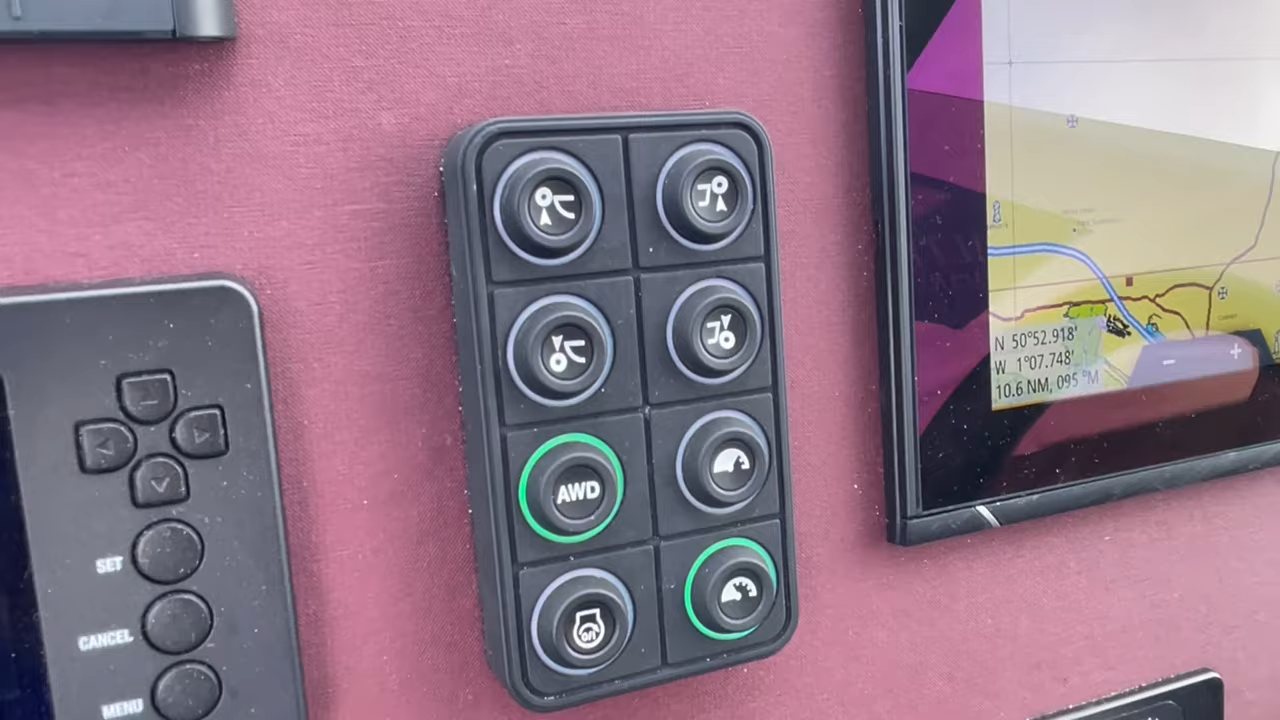 AWD
SET
CANCEL
MENU
N 50°52.918'
W 1°07.748'
10.6 NM, 095 °M